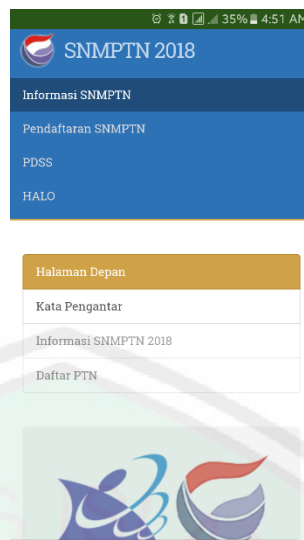 35% 4:51 AM
SNMPTN 2018
Informasi SNMPTN
Pendaftaran SNMPTN
PDSS
HALO
Halaman Depan
Kata Pengantar
Informasi SNMPTN 2018
Daftar PTN